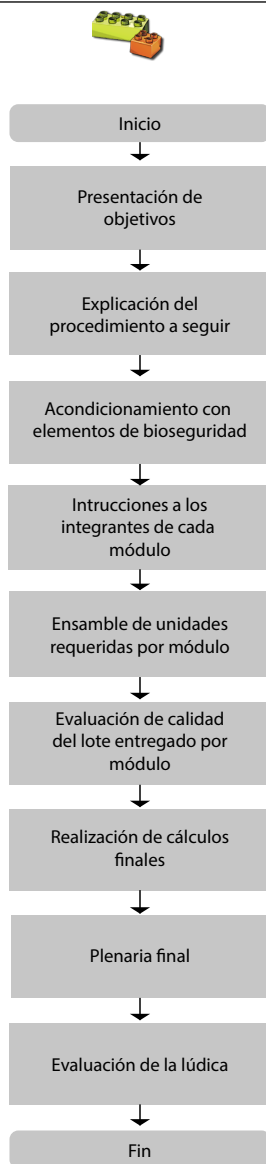 Inicio
Presentación de
objetivos
Explicación del
procedimiento a seguir
Acondicionamiento con
elementos de bioseguridad
Intrucciones a los
integrantes de cada
módulo
Ensamble de unidades
requeridas por módulo
Evaluación de calidad
del lote entregado por
módulo
Realización de cálculos
finales
Plenaria final
Evaluación de la lúdica
Fin